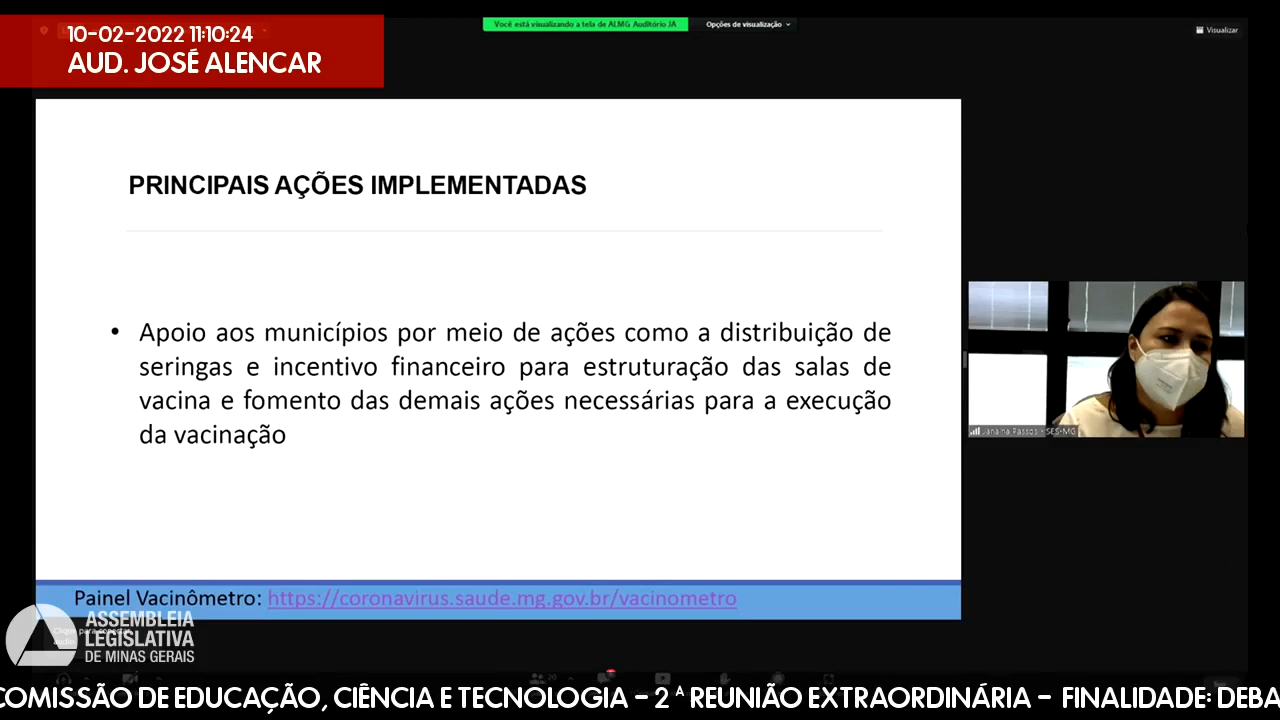 10-02-2022 11:10:24
AUD. JOSÉ ALENCAR
Você está visualizando a tela de ALMG Auditório JA
Opções de visualização
Visualizar
PRINCIPAIS AÇÕES IMPLEMENTADAS
• Apoio aos municípios por meio de ações como a distribuição de
seringas e incentivo financeiro para estruturação das salas de
vacina e fomento das demais ações necessárias para a execução
da vacinação
Janaina Passos - SES-MG
Painel Vacinômetro: https://coronavirus.saude.mg.gov.br/vacinometro
ASSEMBLEIA
LEGISLATIVA
DE MINAS GERAIS
COMISSÃO DE EDUCAÇÃO, CIÊNCIA E TECNOLOGIA - 2 ª REUNIÃO EXTRAORDINÁRIA - FINALIDADE: DEBA